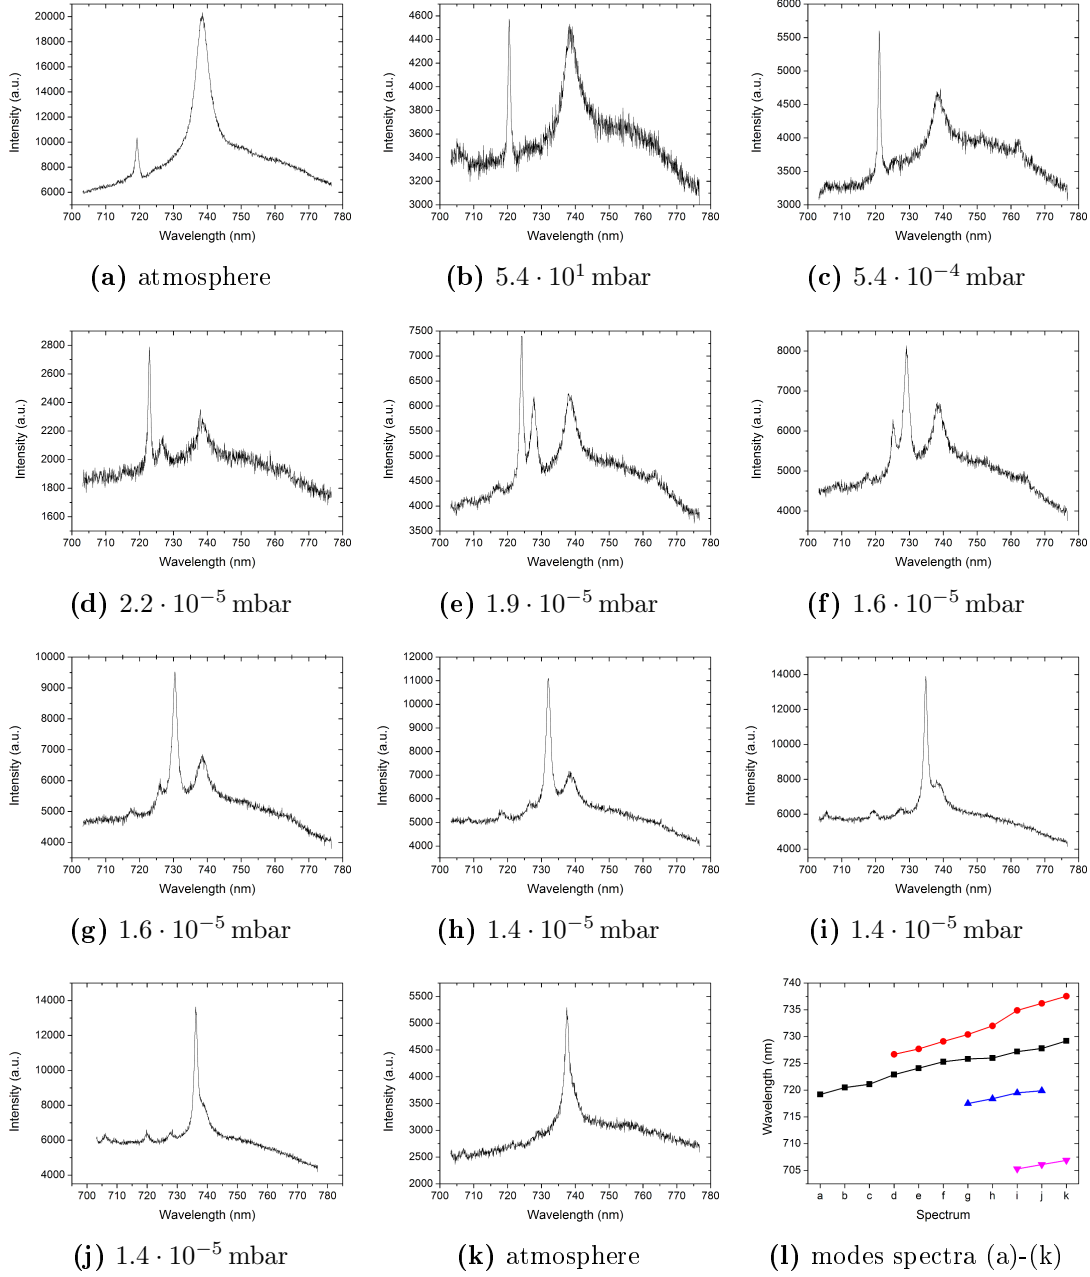 20000
18000
16000
14000
12000
10000
8000
6000
Intensity (a.u.)
700 710 720 730 740 750 760 770 780
Wavelength (nm)
(a) atmosphere
4600
4400
4200
4000
3800
3600
3400
3200
3000
Intensity (a.u.)
700 710 720 730 740 750 760 770 780
Wavelength (nm)
(b) 5.4 · 10¹ mbar
6000
5500
5000
4500
4000
3500
3000
Intensity (a.u.)
700 710 720 730 740 750 760 770 780
Wavelength (nm)
(c) 5.4 · 10⁻⁴ mbar
2800
2600
2400
2200
2000
1800
1600
Intensity (a.u.)
700 710 720 730 740 750 760 770 780
Wavelength (nm)
(d) 2.2 · 10⁻⁵ mbar
7500
7000
6500
6000
5500
5000
4500
4000
3500
Intensity (a.u.)
700 710 720 730 740 750 760 770 780
Wavelength (nm)
(e) 1.9 · 10⁻⁵ mbar
8000
7000
6000
5000
4000
Intensity (a.u.)
700 710 720 730 740 750 760 770 780
Wavelength (nm)
(f) 1.6 · 10⁻⁵ mbar
10000
9000
8000
7000
6000
5000
4000
Intensity (a.u.)
700 710 720 730 740 750 760 770 780
Wavelength (nm)
(g) 1.6 · 10⁻⁵ mbar
12000
11000
10000
9000
8000
7000
6000
5000
4000
Intensity (a.u.)
700 710 720 730 740 750 760 770 780
Wavelength (nm)
(h) 1.4 · 10⁻⁵ mbar
14000
12000
10000
8000
6000
4000
Intensity (a.u.)
700 710 720 730 740 750 760 770 780
Wavelength (nm)
(i) 1.4 · 10⁻⁵ mbar
14000
12000
10000
8000
6000
4000
Intensity (a.u.)
700 710 720 730 740 750 760 770 780
Wavelength (nm)
(j) 1.4 · 10⁻⁵ mbar
5500
5000
4500
4000
3500
3000
2500
2000
Intensity (a.u.)
700 710 720 730 740 750 760 770 780
Wavelength (nm)
(k) atmosphere
740
735
730
725
720
715
710
705
Wavelength (nm)
a b c d e f g h i j k
Spectrum
(l) modes spectra (a)-(k)